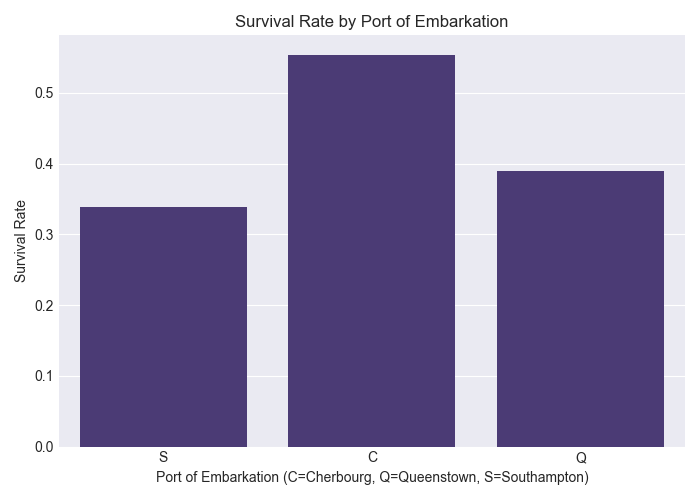 Survival Rate by Port of Embarkation
Survival Rate
0.5
0.4
0.3
0.2
0.1
0.0
S C Q
Port of Embarkation (C=Cherbourg, Q=Queenstown, S=Southampton)